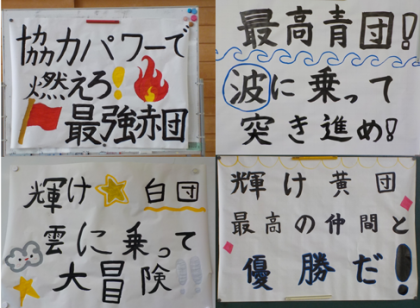 協力パワーで
燃えろ!
最強赤団
最高青団!
波に乗って
突き進め!
輝け 白団
雲に乗って
大冒険
輝け 黄団
最高の仲間と
優勝だ!